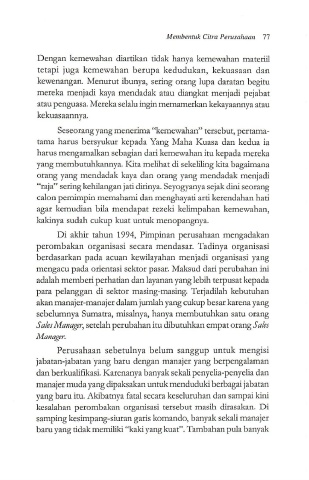 Membentuk Citra Perusahaan 77
Dengan kemewahan diartikan tidak hanya kemewahan materiil
tetapi juga kemewahan berupa kedudukan, kekuasaan dan
kewenangan. Menurut ibunya, sering orang lupa daratan begitu
mereka menjadi kaya mendadak atau diangkat menjadi pejabat
atau penguasa. Mereka selalu ingin memamerkan kekayaannya atau
kekuasaannya.
Seseorang yang menerima “kemewahan” tersebut, pertama-
tama harus bersyukur kepada Yang Maha Kuasa dan kedua ia
harus mengamalkan sebagian dari kemewahan itu kepada mereka
yang membutuhkannya. Kita melihat di sekeliling kita bagaimana
orang yang mendadak kaya dan orang yang mendadak menjadi
“raja” sering kehilangan jati dirinya. Seyogyanya sejak dini seorang
calon pemimpin memahami dan menghayati arti kerendahan hati
agar kemudian bila mendapat rezeki kelimpahan kemewahan,
kakinya sudah cukup kuat untuk menopangnya.
Di akhir tahun 1994, Pimpinan perusahaan mengadakan
perombakan organisasi secara mendasar. Tadinya organisasi
berdasarkan pada acuan kewilayahan menjadi organisasi yang
mengacu pada orientasi sektor pasar. Maksud dari perubahan ini
adalah memberi perhatian dan layanan yang lebih terpusat kepada
para pelanggan di sektor masing-masing. Terjadilah kebutuhan
akan manajer-manajer dalam jumlah yang cukup besar karena yang
sebelumnya Sumatra, misalnya, hanya membutuhkan satu orang
Sales Manager, setelah perubahan itu dibutuhkan empat orang Sales
Manager.
Perusahaan sebetulnya belum sanggup untuk mengisi
jabatan-jabatan yang baru dengan manajer yang berpengalaman
dan berkualifikasi. Karenanya banyak sekali penyelia-penyelia dan
manajer muda yang dipaksakan untuk menduduki berbagai jabatan
yang baru itu. Akibatnya fatal secara keseluruhan dan sampai kini
kesalahan perombakan organisasi tersebut masih dirasakan. Di
samping kesimpang-siuran garis komando, banyak sekali manajer
baru yang tidak memiliki “kaki yang kuat”. Tambahan pula banyak